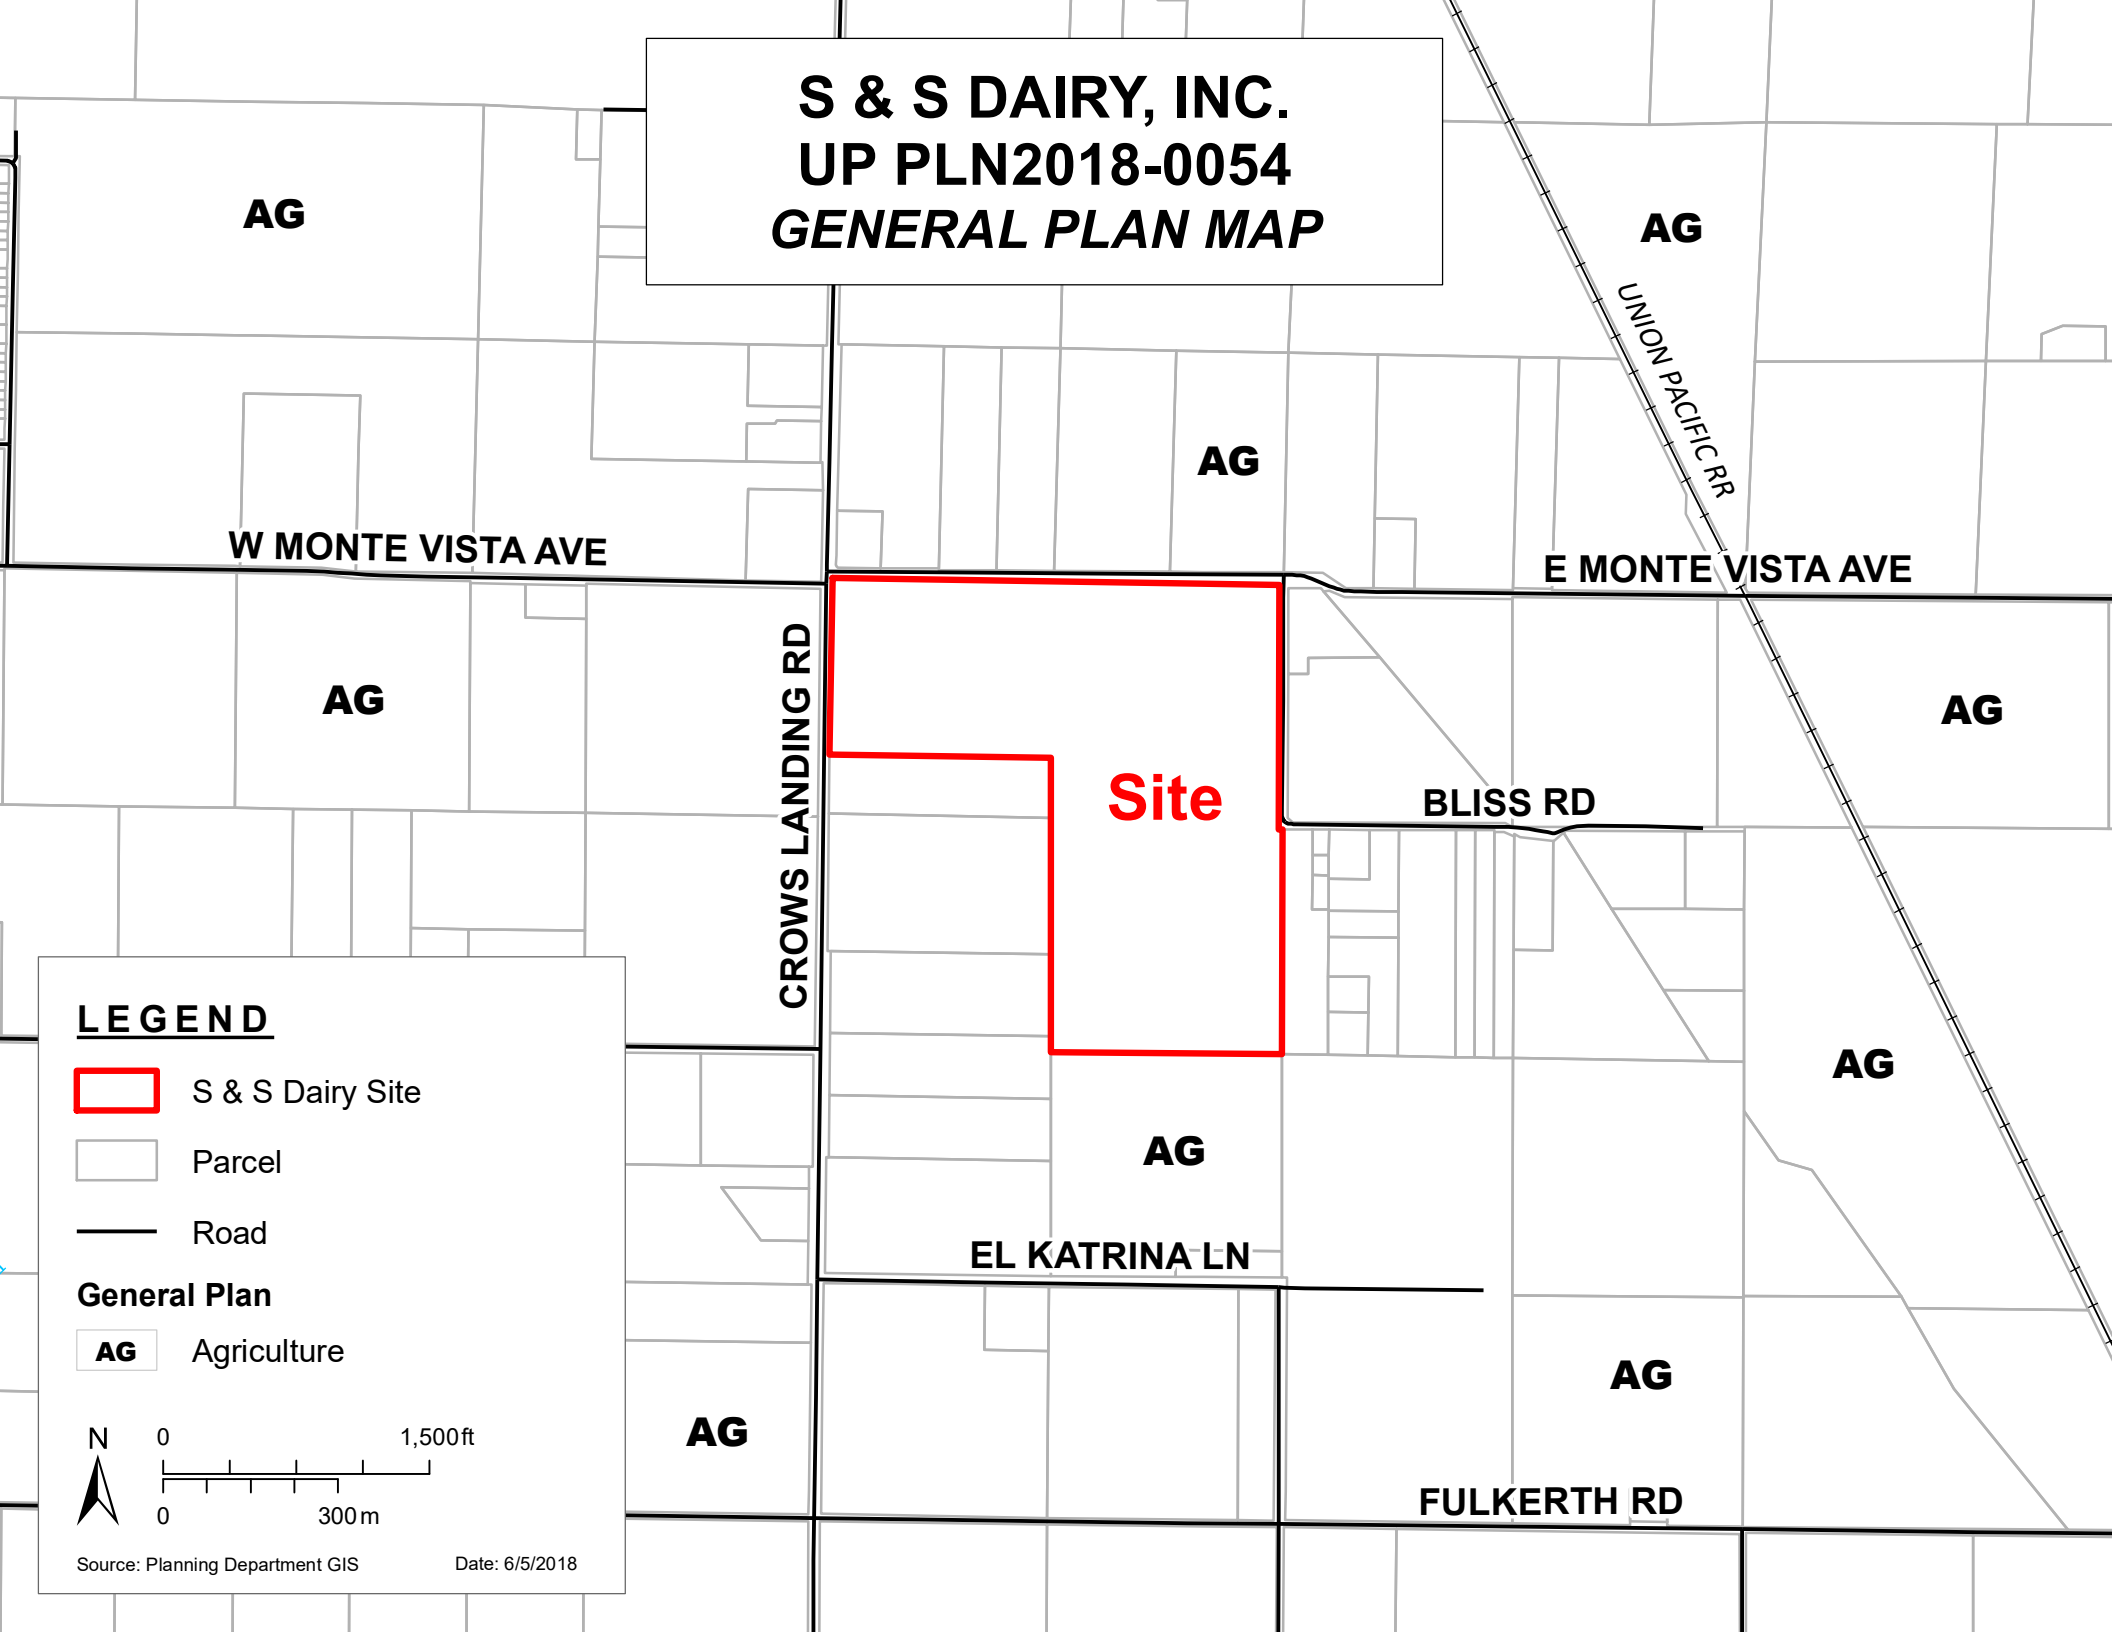 S & S DAIRY, INC.
UP PLN2018-0054
GENERAL PLAN MAP
AG
AG
UNION PACIFIC RR
AG
W MONTE VISTA AVE
E MONTE VISTA AVE
CROWS LANDING RD
AG
AG
Site
BLISS RD
AG
AG
EL KATRINA LN
AG
AG
FULKERTH RD
LEGEND
S & S Dairy Site
Parcel
Road
General Plan
AG Agriculture
N
0 1,500 ft
0 300 m
Source: Planning Department GIS Date: 6/5/2018